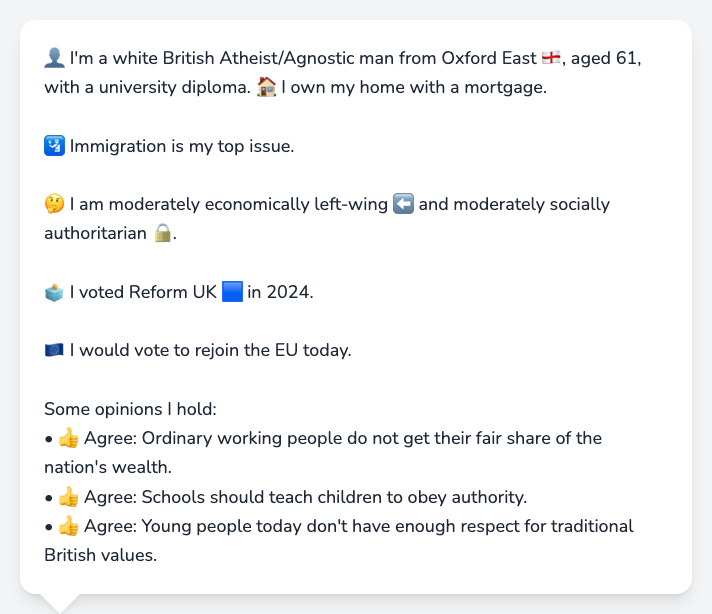 👤 I'm a white British Atheist/Agnostic man from Oxford East 🏴󠁧󠁢󠁥󠁮󠁧󠁿, aged 61,
with a university diploma. 🏠 I own my home with a mortgage.
🛂 Immigration is my top issue.
🤔 I am moderately economically left-wing ⬅️ and moderately socially
authoritarian 🔒.
🗳️ I voted Reform UK 🟦 in 2024.
🇪🇺 I would vote to rejoin the EU today.
Some opinions I hold:
• 👍 Agree: Ordinary working people do not get their fair share of the
nation's wealth.
• 👍 Agree: Schools should teach children to obey authority.
• 👍 Agree: Young people today don't have enough respect for traditional
British values.